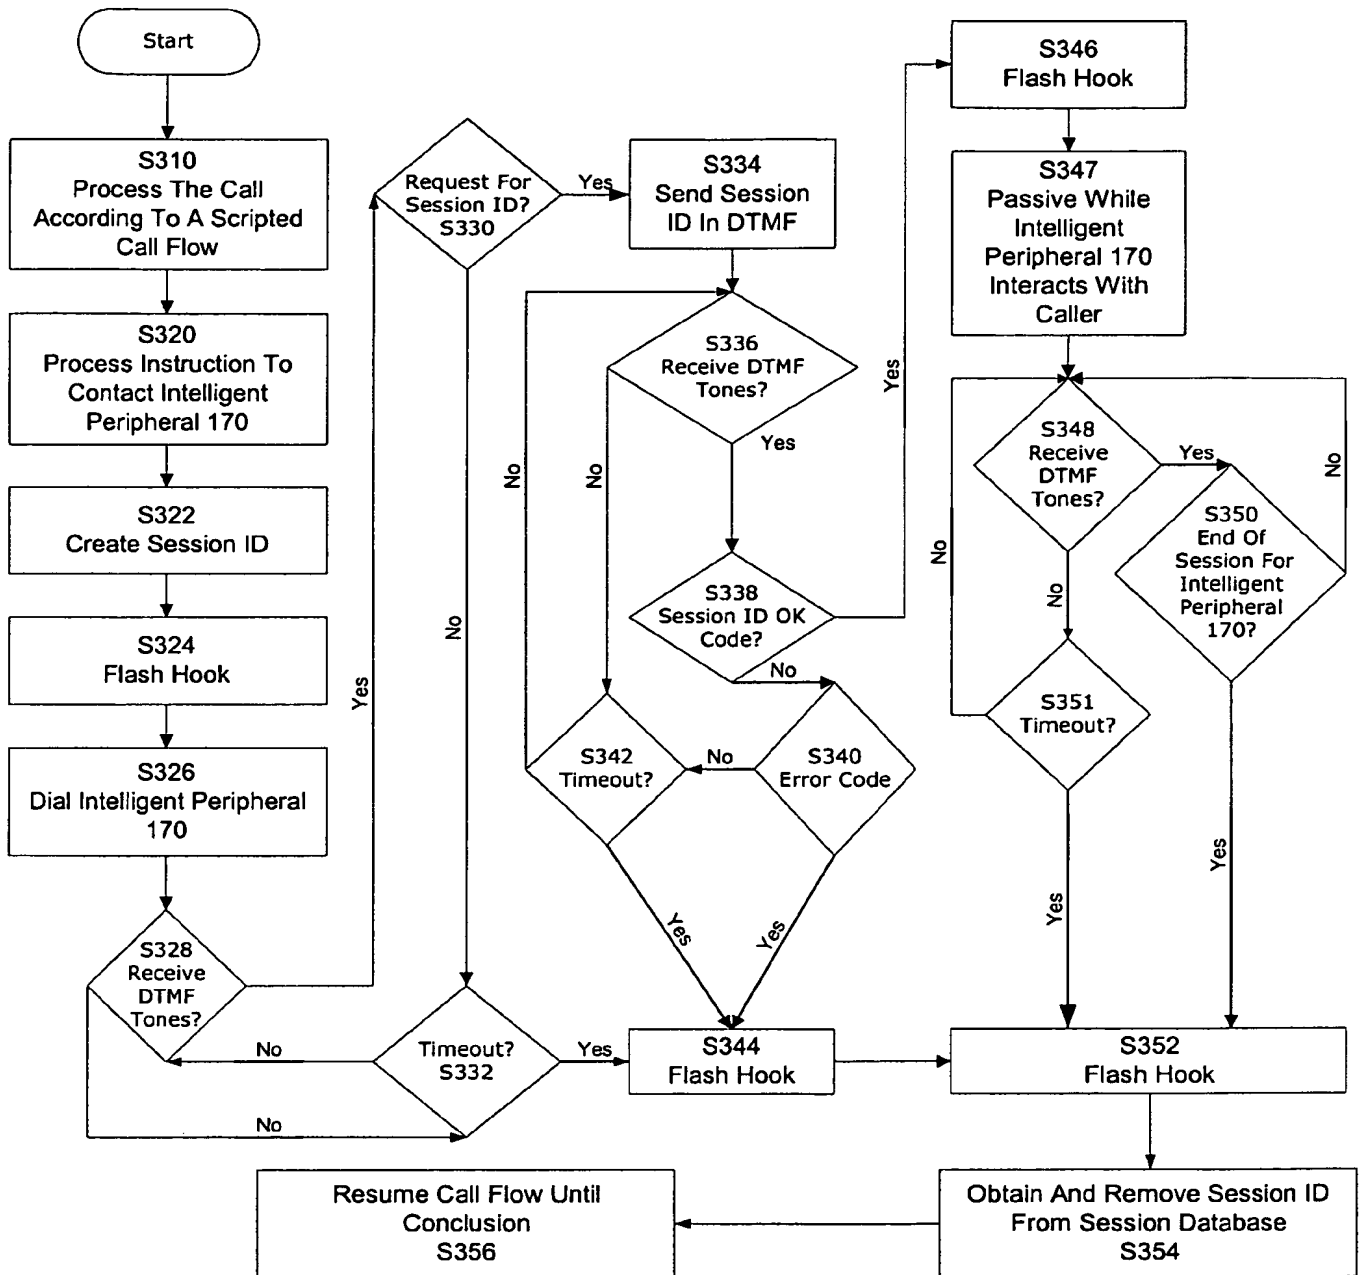 Start
S310
Process The Call
According To A Scripted
Call Flow
S320
Process Instruction To
Contact Intelligent
Peripheral 170
S322
Create Session ID
S324
Flash Hook
S326
Dial Intelligent Peripheral
170
S328
Receive
DTMF
Tones?
Yes
No
No
Request For
Session ID?
S330
Yes
No
Timeout?
S332
Yes
S334
Send Session
ID In DTMF
S336
Receive DTMF
Tones?
Yes
No
No
S338
Session ID OK
Code?
Yes
No
S340
Error Code
No
S342
Timeout?
Yes
Yes
S344
Flash Hook
S346
Flash Hook
S347
Passive While
Intelligent
Peripheral 170
Interacts With
Caller
S348
Receive
DTMF
Tones?
Yes
No
No
S350
End Of
Session For
Intelligent
Peripheral
170?
No
S351
Timeout?
Yes
Yes
S352
Flash Hook
Obtain And Remove Session ID
From Session Database
S354
Resume Call Flow Until
Conclusion
S356